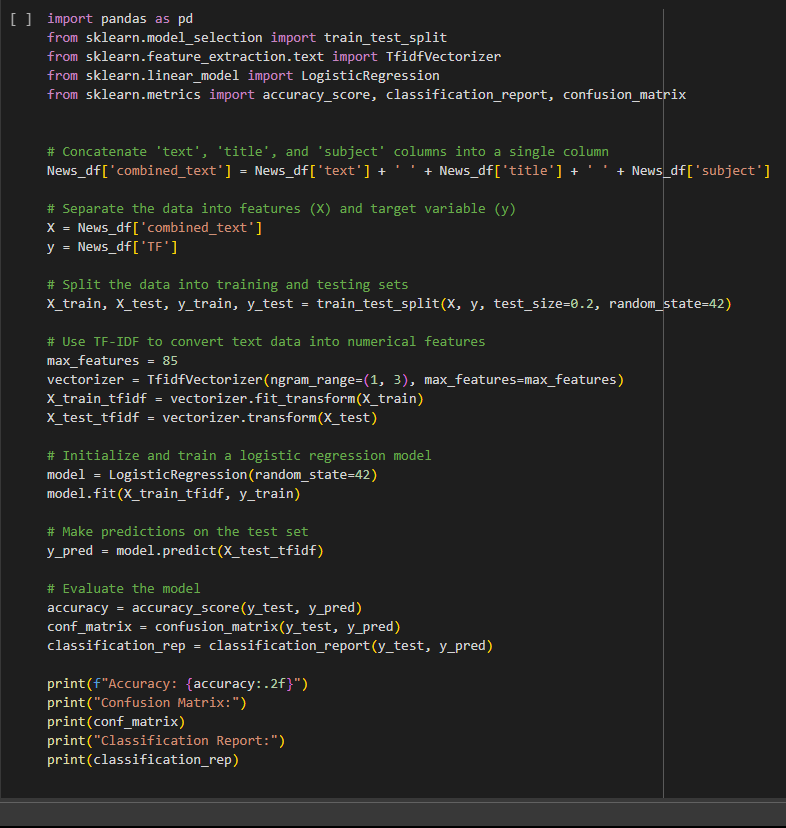 [ ] import pandas as pd
from sklearn.model_selection import train_test_split
from sklearn.feature_extraction.text import TfidfVectorizer
from sklearn.linear_model import LogisticRegression
from sklearn.metrics import accuracy_score, classification_report, confusion_matrix
# Concatenate 'text', 'title', and 'subject' columns into a single column
News_df['combined_text'] = News_df['text'] + ' ' + News_df['title'] + ' ' + News_df['subject']
# Separate the data into features (X) and target variable (y)
X = News_df['combined_text']
y = News_df['TF']
# Split the data into training and testing sets
X_train, X_test, y_train, y_test = train_test_split(X, y, test_size=0.2, random_state=42)
# Use TF-IDF to convert text data into numerical features
max_features = 85
vectorizer = TfidfVectorizer(ngram_range=(1, 3), max_features=max_features)
X_train_tfidf = vectorizer.fit_transform(X_train)
X_test_tfidf = vectorizer.transform(X_test)
# Initialize and train a logistic regression model
model = LogisticRegression(random_state=42)
model.fit(X_train_tfidf, y_train)
# Make predictions on the test set
y_pred = model.predict(X_test_tfidf)
# Evaluate the model
accuracy = accuracy_score(y_test, y_pred)
conf_matrix = confusion_matrix(y_test, y_pred)
classification_rep = classification_report(y_test, y_pred)
print(f"Accuracy: {accuracy:.2f}")
print("Confusion Matrix:")
print(conf_matrix)
print("Classification Report:")
print(classification_rep)